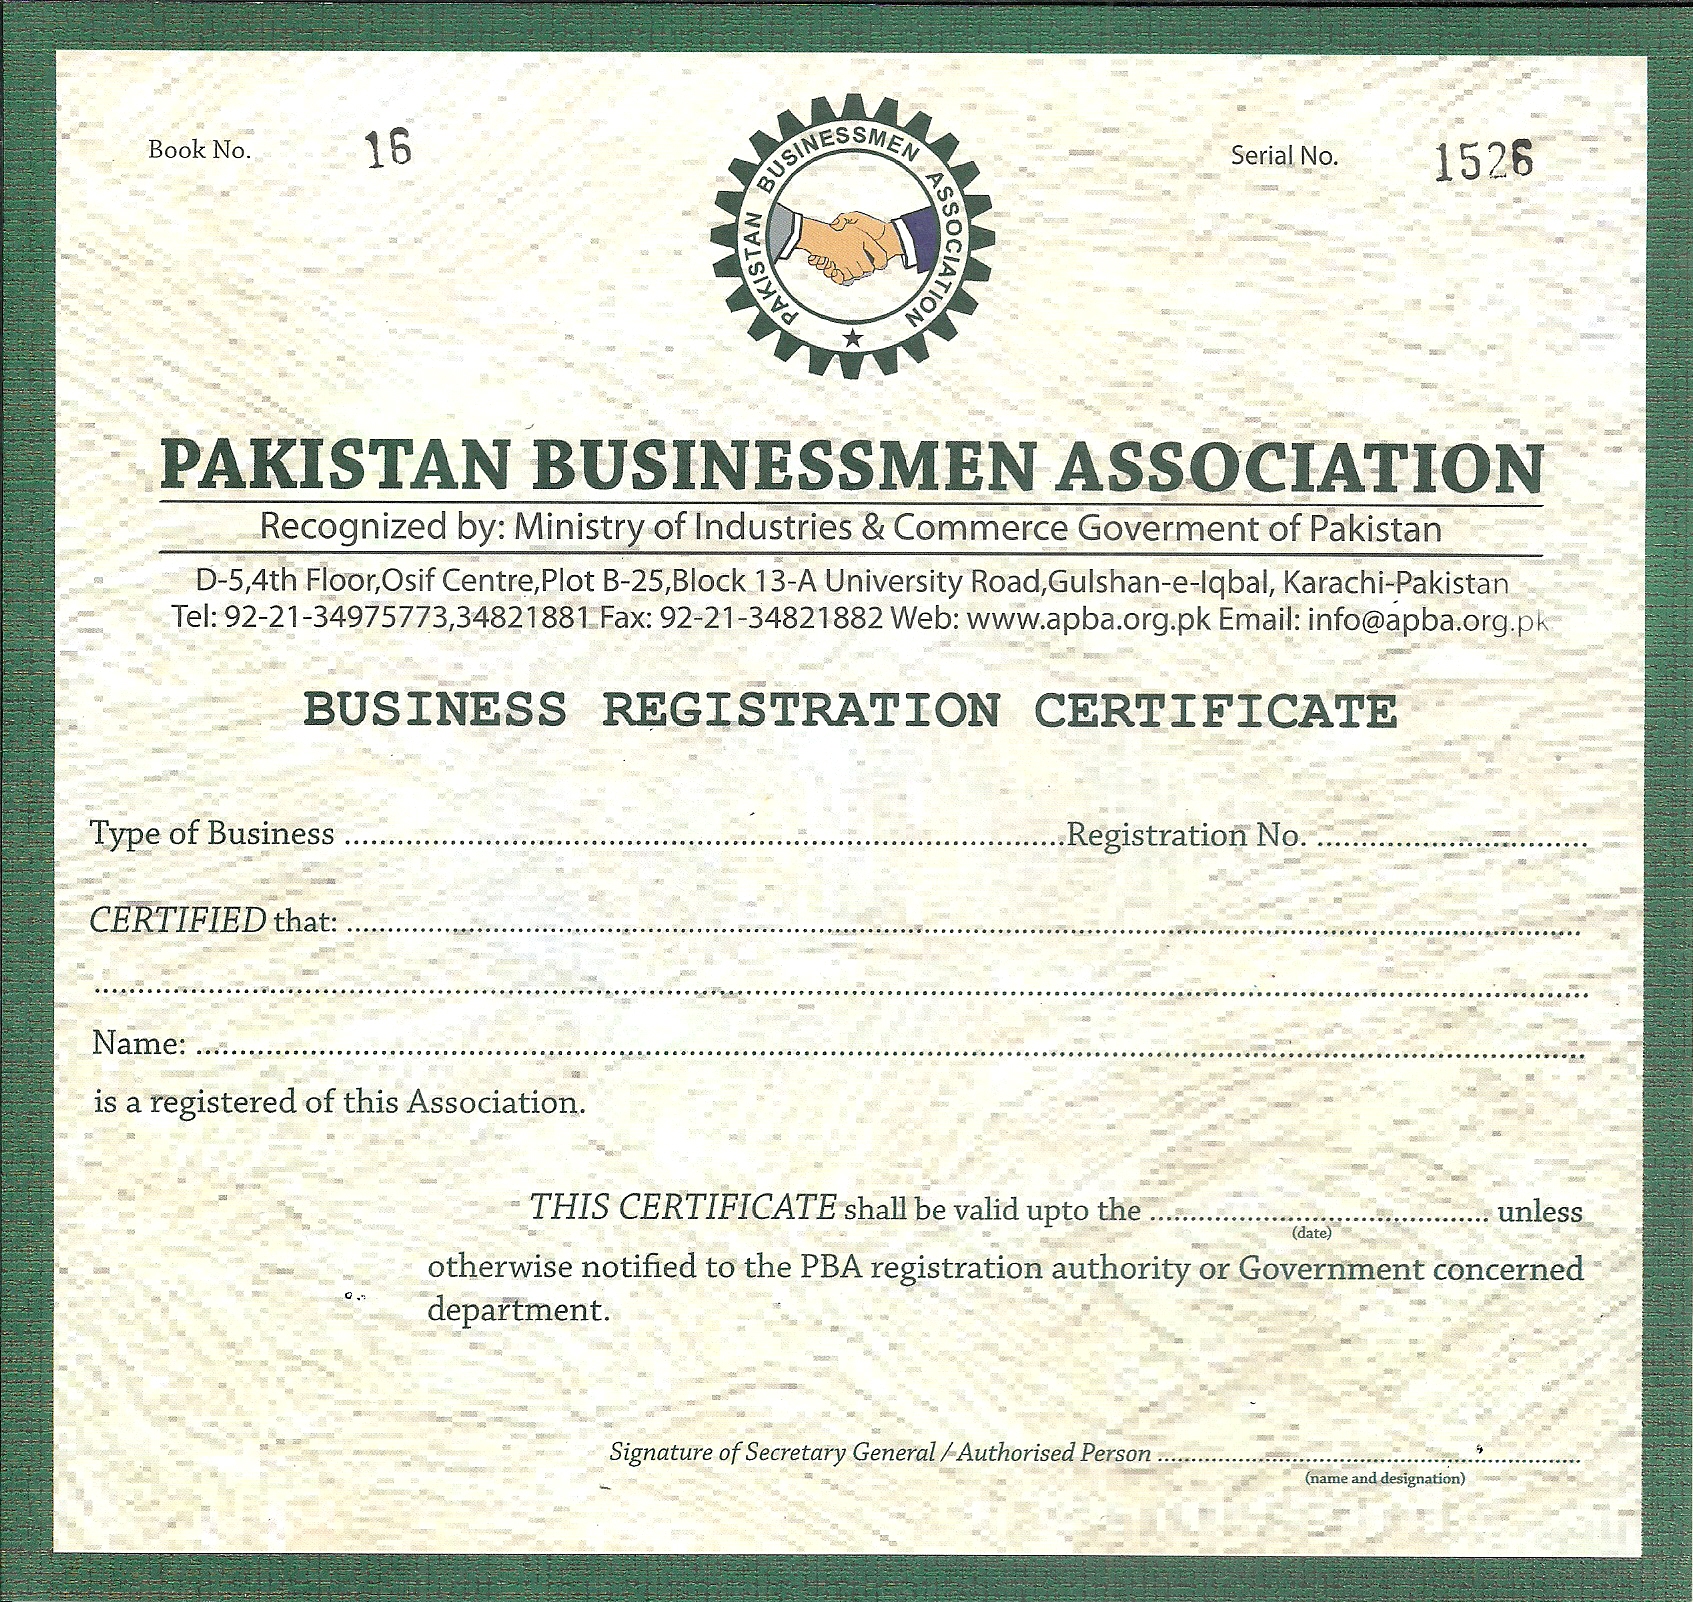 Book No. 16
Serial No. 1526
PAKISTAN BUSINESSMEN ASSOCIATION
PAKISTAN BUSINESSMEN ASSOCIATION
Recognized by: Ministry of Industries & Commerce Goverment of Pakistan
D-5,4th Floor,Osif Centre,Plot B-25,Block 13-A University Road,Gulshan-e-Iqbal, Karachi-Pakistan
Tel: 92-21-34975773,34821881 Fax: 92-21-34821882 Web: www.apba.org.pk Email: info@apba.org.pk
BUSINESS REGISTRATION CERTIFICATE
Type of Business ........................................Registration No. ....................
CERTIFIED that: ............................................................
............................................................
Name: ............................................................
is a registered of this Association.
THIS CERTIFICATE shall be valid upto the .................... unless
(date)
otherwise notified to the PBA registration authority or Government concerned
department.
Signature of Secretary General / Authorised Person ........................................
(name and designation)